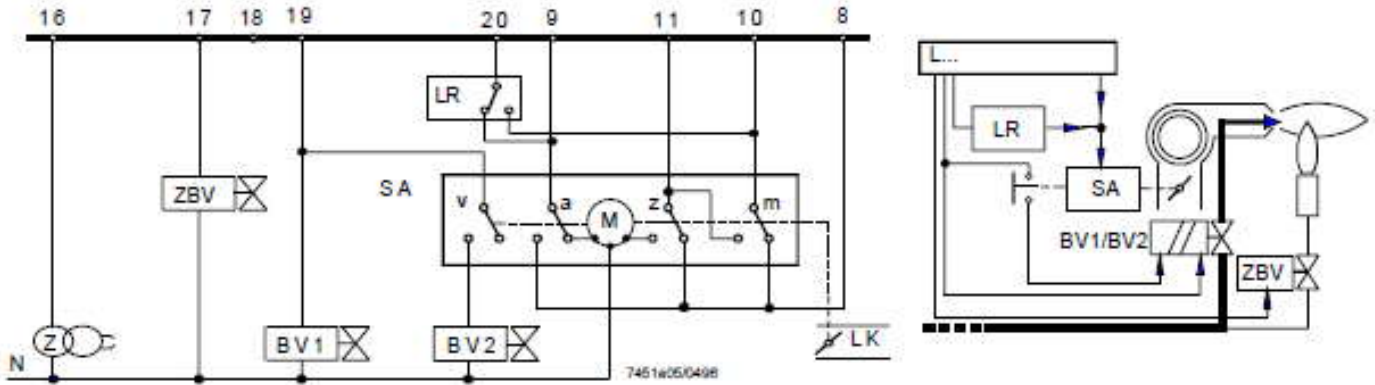 16 17 18 19 20 9 11 10 8
LR
SA
v a M z m
ZBV
Z
BV1
BV2
LK
N
7451a05/0496
L...
LR
SA
BV1/BV2
ZBV